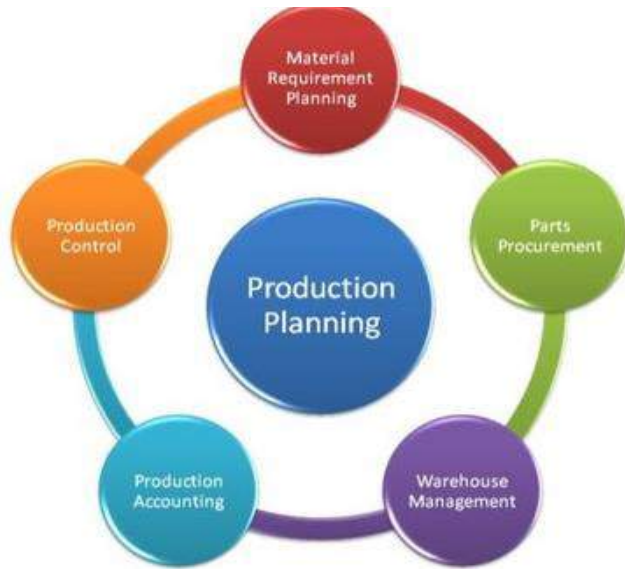 Material
Requirement
Planning
Parts
Procurement
Warehouse
Management
Production
Accounting
Production
Control
Production
Planning